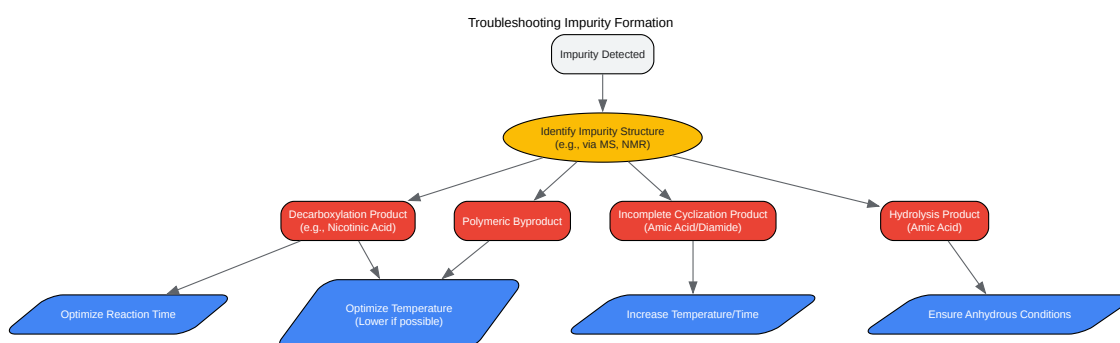 Troubleshooting Impurity Formation
Impurity Detected
Identify Impurity Structure
(e.g., via MS, NMR)
Decarboxylation Product
(e.g., Nicotinic Acid)
Polymeric Byproduct
Incomplete Cyclization Product
(Amic Acid/Diamide)
Hydrolysis Product
(Amic Acid)
Optimize Reaction Time
Optimize Temperature
(Lower if possible)
Increase Temperature/Time
Ensure Anhydrous Conditions